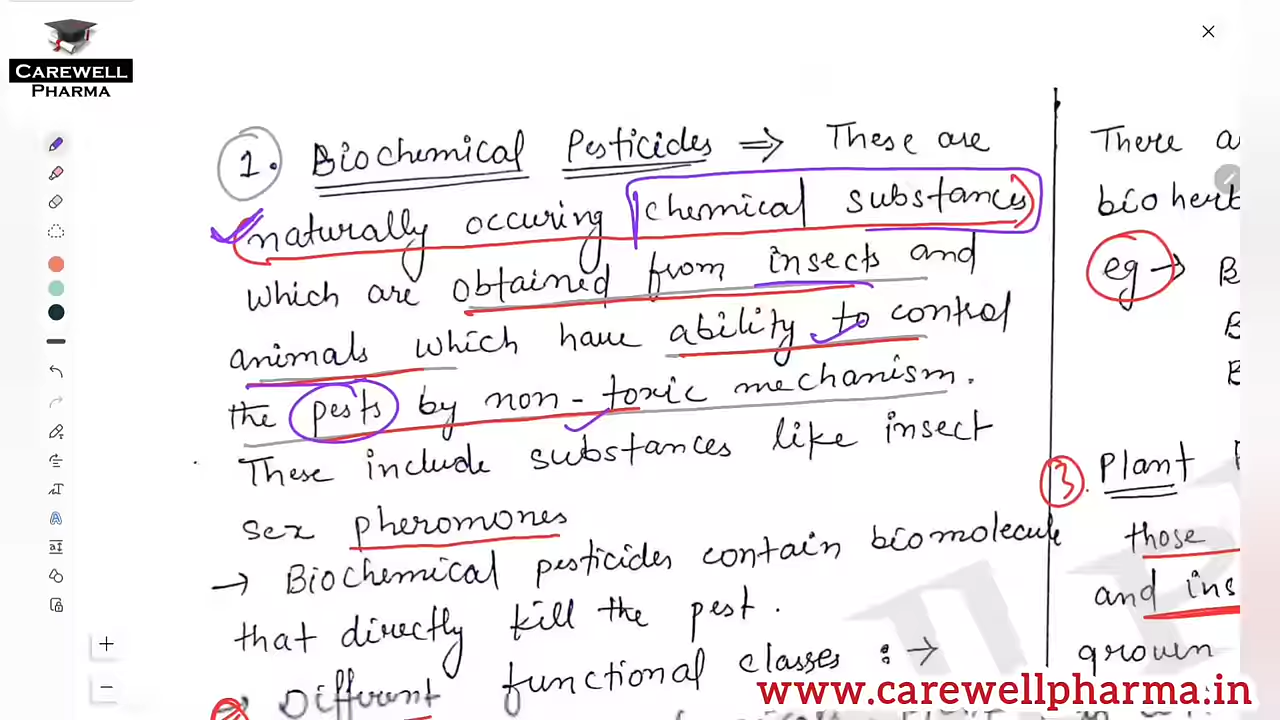 CAREWELL
PHARMA
1. Biochemical Pesticides ⇒ These are
naturally occuring chemical substances
which are obtained from insects and
animals which have ability to control
the pests by non-toxic mechanism.
These include substances like insect
sex pheromones
→ Biochemical pesticides contain biomolecule
that directly kill the pest.
→ Different functional classes :→
There a
bioherb
eg → B
B
B
3. Plant
those
and ins
grown
www.carewellpharma.in